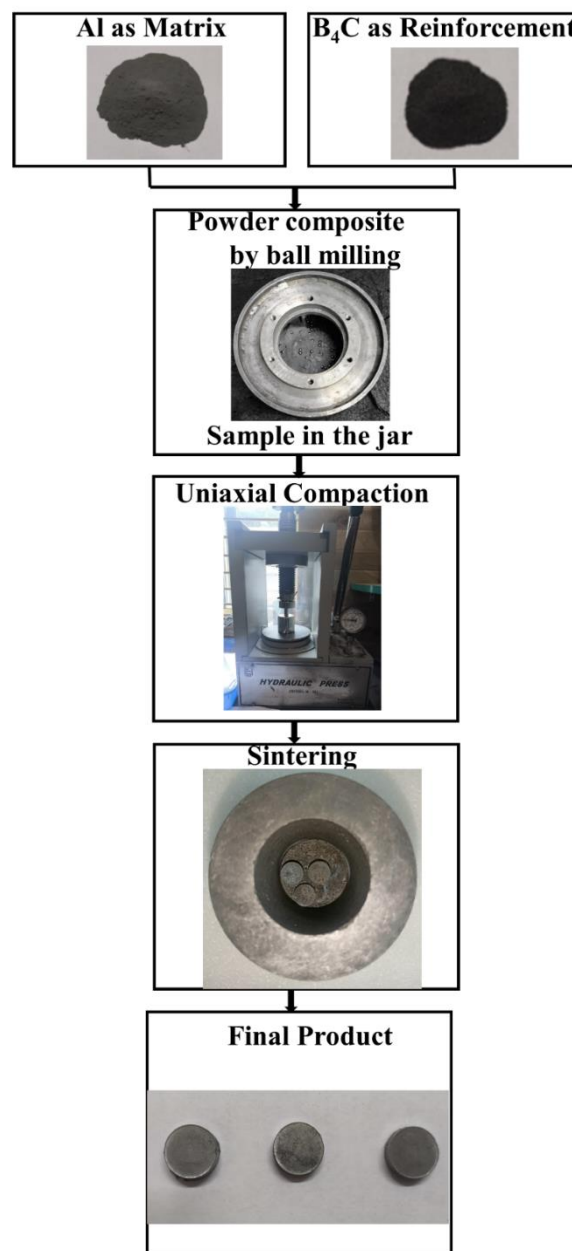 Al as Matrix
B₄C as Reinforcement
Powder composite
by ball milling
Sample in the jar
Uniaxial Compaction
HYDRAULIC PRESS
Sintering
Final Product